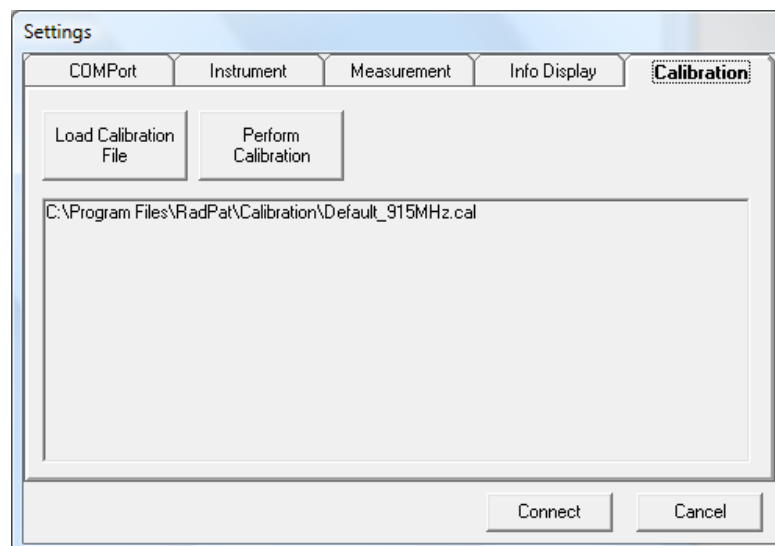 Settings
COMPort Instrument Measurement Info Display Calibration
Load Calibration
File
Perform
Calibration
C:\Program Files\RadPat\Calibration\Default_915MHz.cal
Connect Cancel